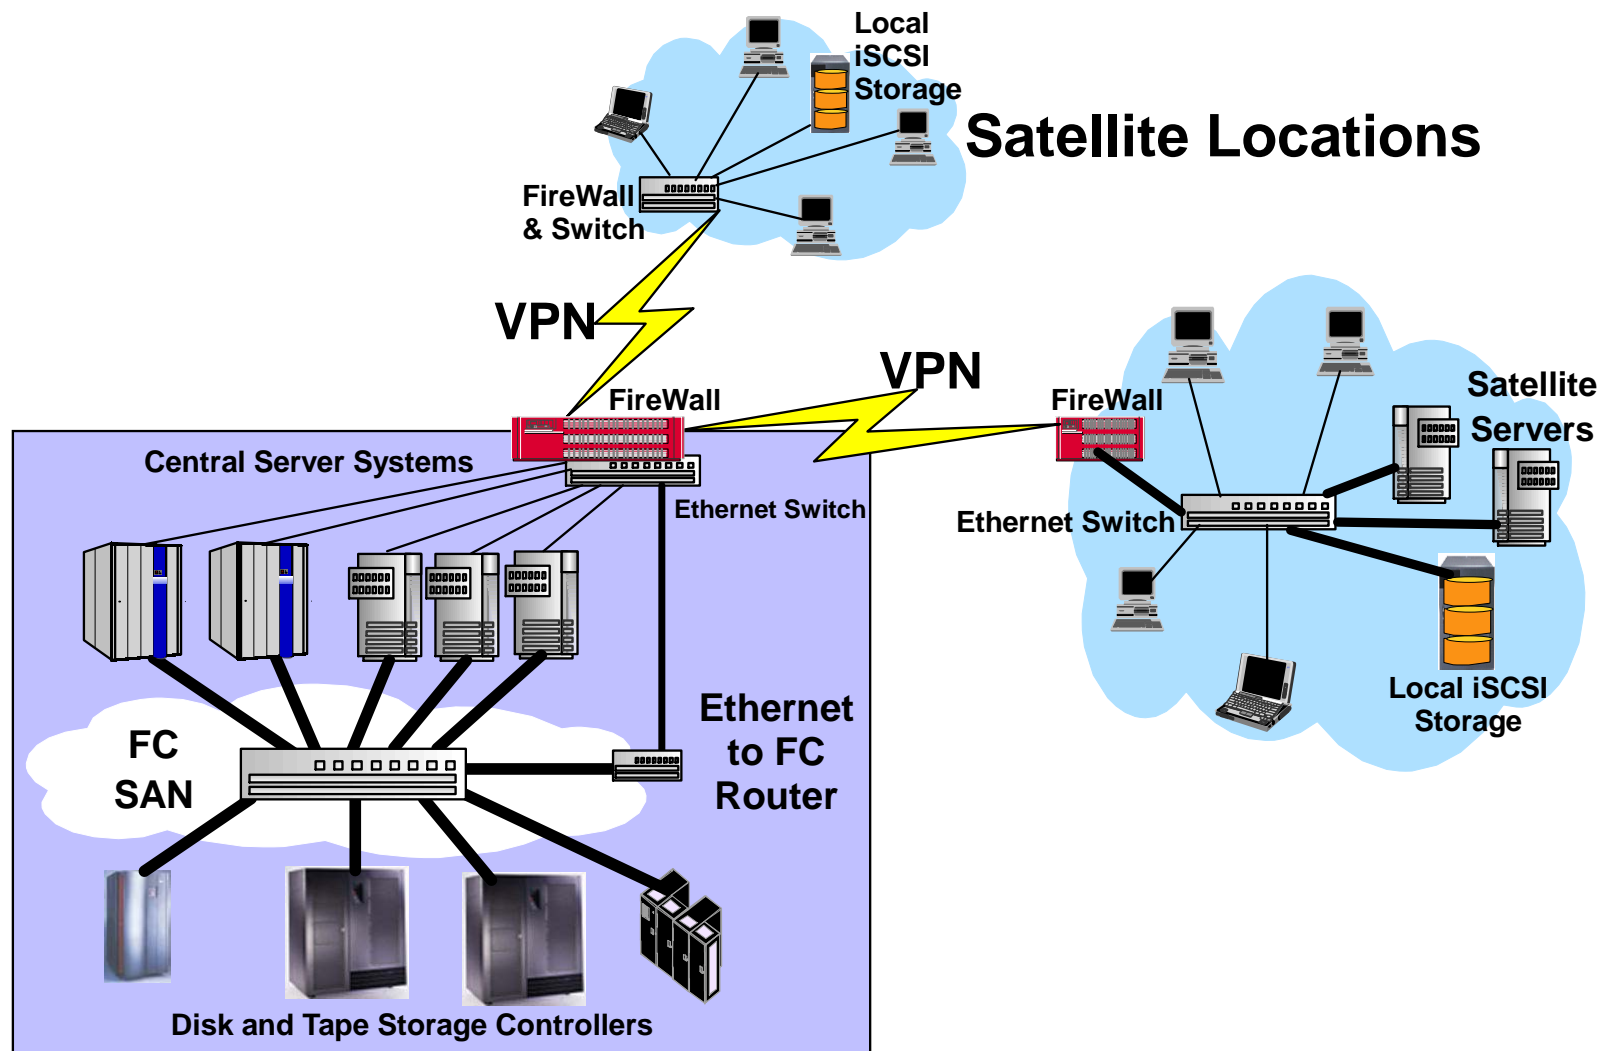 Local
iSCSI
Storage
Satellite Locations
FireWall
& Switch
VPN
VPN
FireWall
FireWall
Satellite
Servers
Central Server Systems
Ethernet Switch
Ethernet Switch
Local iSCSI
Storage
Ethernet
to FC
Router
FC
SAN
Disk and Tape Storage Controllers